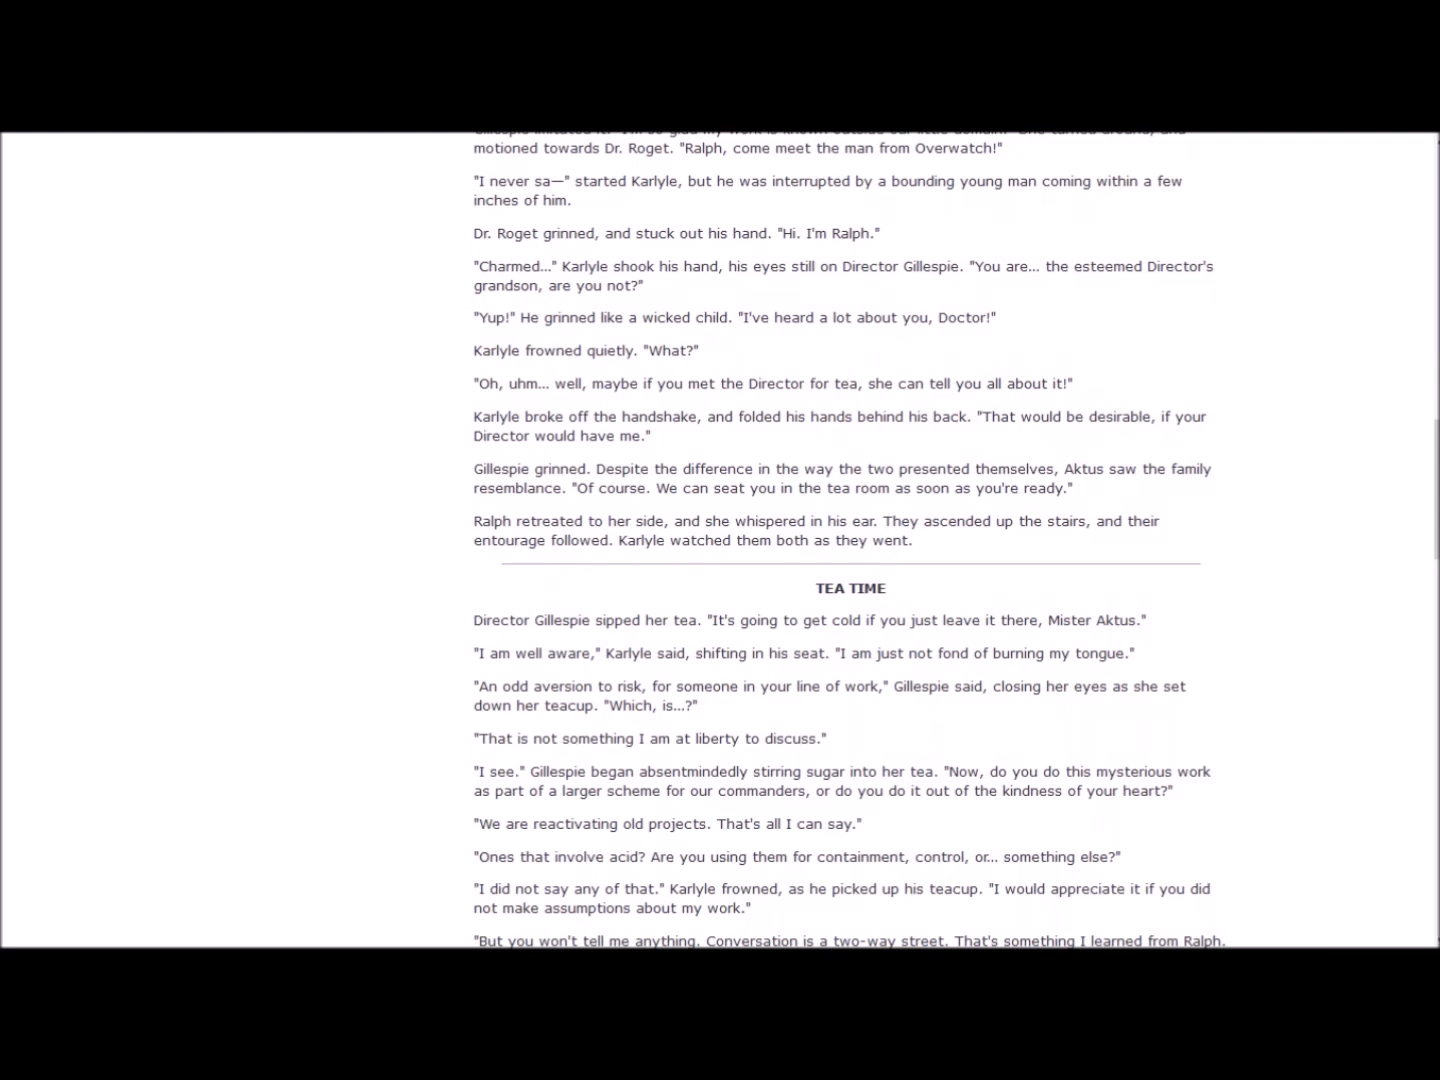 motioned towards Dr. Roget. "Ralph, come meet the man from Overwatch!"
"I never sa—" started Karlyle, but he was interrupted by a bounding young man coming within a few
inches of him.
Dr. Roget grinned, and stuck out his hand. "Hi. I'm Ralph."
"Charmed…" Karlyle shook his hand, his eyes still on Director Gillespie. "You are… the esteemed Director's
grandson, are you not?"
"Yup!" He grinned like a wicked child. "I've heard a lot about you, Doctor!"
Karlyle frowned quietly. "What?"
"Oh, uhm… well, maybe if you met the Director for tea, she can tell you all about it!"
Karlyle broke off the handshake, and folded his hands behind his back. "That would be desirable, if your
Director would have me."
Gillespie grinned. Despite the difference in the way the two presented themselves, Aktus saw the family
resemblance. "Of course. We can seat you in the tea room as soon as you're ready."
Ralph retreated to her side, and she whispered in his ear. They ascended up the stairs, and their
entourage followed. Karlyle watched them both as they went.
TEA TIME
Director Gillespie sipped her tea. "It's going to get cold if you just leave it there, Mister Aktus."
"I am well aware," Karlyle said, shifting in his seat. "I am just not fond of burning my tongue."
"An odd aversion to risk, for someone in your line of work," Gillespie said, closing her eyes as she set
down her teacup. "Which, is…?"
"That is not something I am at liberty to discuss."
"I see." Gillespie began absentmindedly stirring sugar into her tea. "Now, do you do this mysterious work
as part of a larger scheme for our commanders, or do you do it out of the kindness of your heart?"
"We are reactivating old projects. That's all I can say."
"Ones that involve acid? Are you using them for containment, control, or… something else?"
"I did not say any of that." Karlyle frowned, as he picked up his teacup. "I would appreciate it if you did
not make assumptions about my work."
"But you won't tell me anything. Conversation is a two-way street. That's something I learned from Ralph.